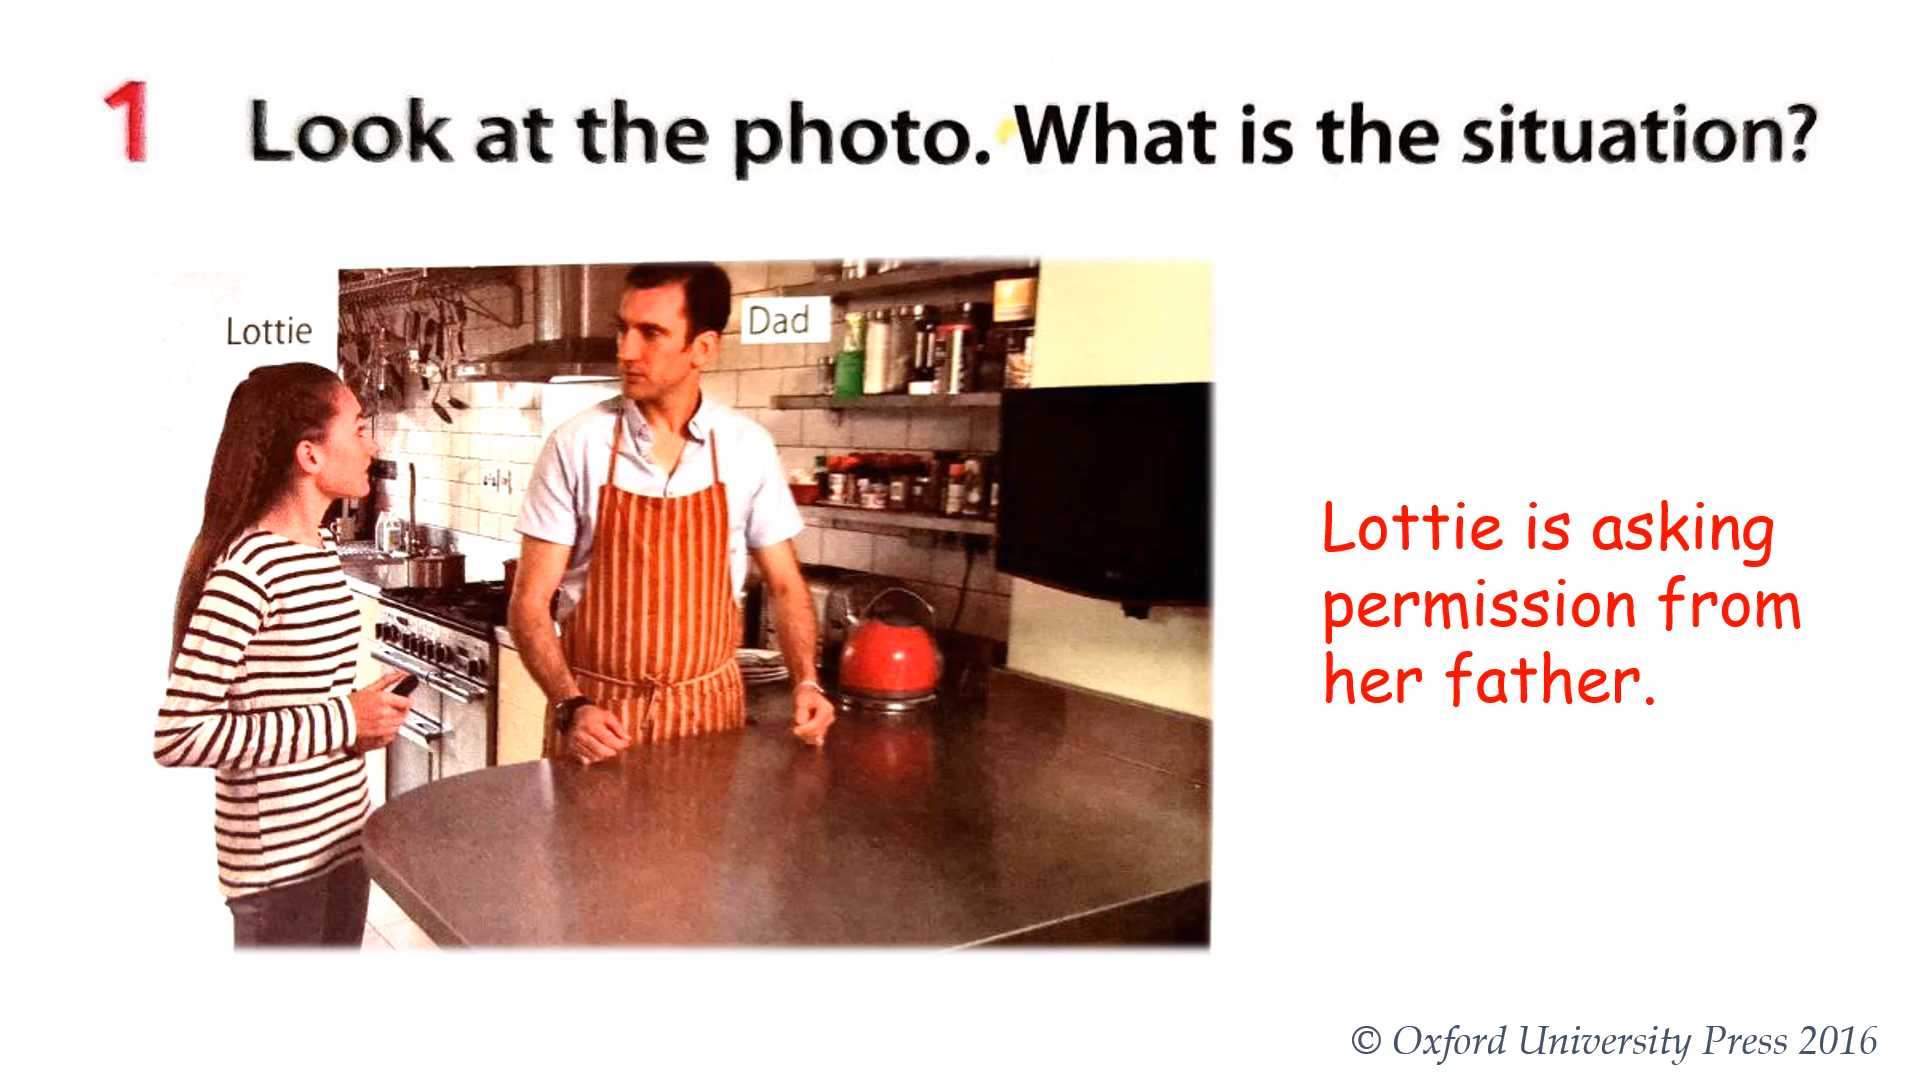 1 Look at the photo. What is the situation?
Lottie
Dad
Lottie is asking
permission from
her father.
© Oxford University Press 2016